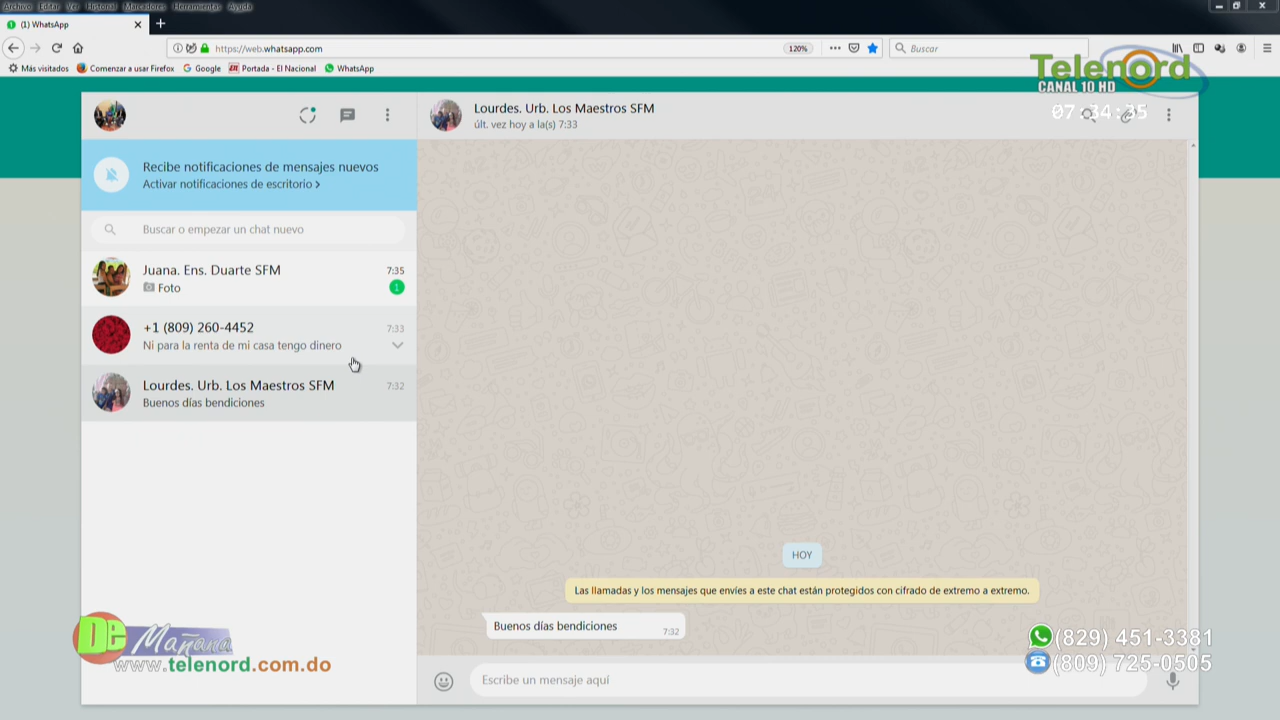 Archivo Editar Ver Historial Marcadores Herramientas Ayuda
(1) WhatsApp
https://web.whatsapp.com
120%
Buscar
Más visitados
Comenzar a usar Firefox
Google
Portada - El Nacional
WhatsApp
Telenord
CANAL 10 HD
07:34:35
Lourdes. Urb. Los Maestros SFM
últ. vez hoy a la(s) 7:33
Recibe notificaciones de mensajes nuevos
Activar notificaciones de escritorio >
Buscar o empezar un chat nuevo
Juana. Ens. Duarte SFM
7:35
Foto
1
+1 (809) 260-4452
7:33
Ni para la renta de mi casa tengo dinero
Lourdes. Urb. Los Maestros SFM
7:32
Buenos días bendiciones
HOY
Las llamadas y los mensajes que envíes a este chat están protegidos con cifrado de extremo a extremo.
Buenos días bendiciones
7:32
Escribe un mensaje aquí
De Mañana
www.telenord.com.do
(829) 451-3381
(809) 725-0505